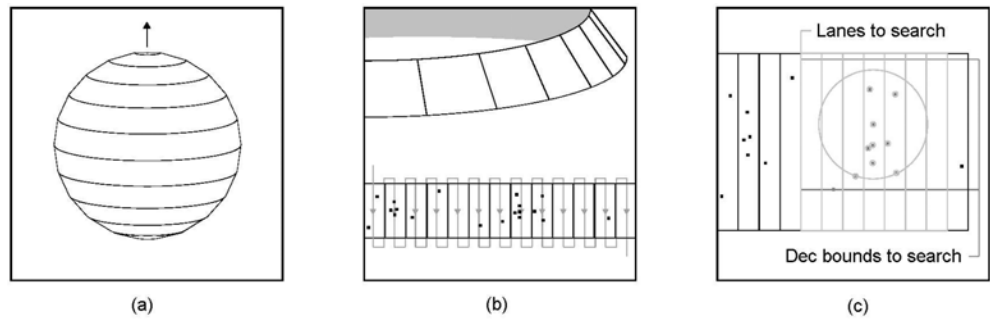 Lanes to search
Dec bounds to search
(a)
(b)
(c)